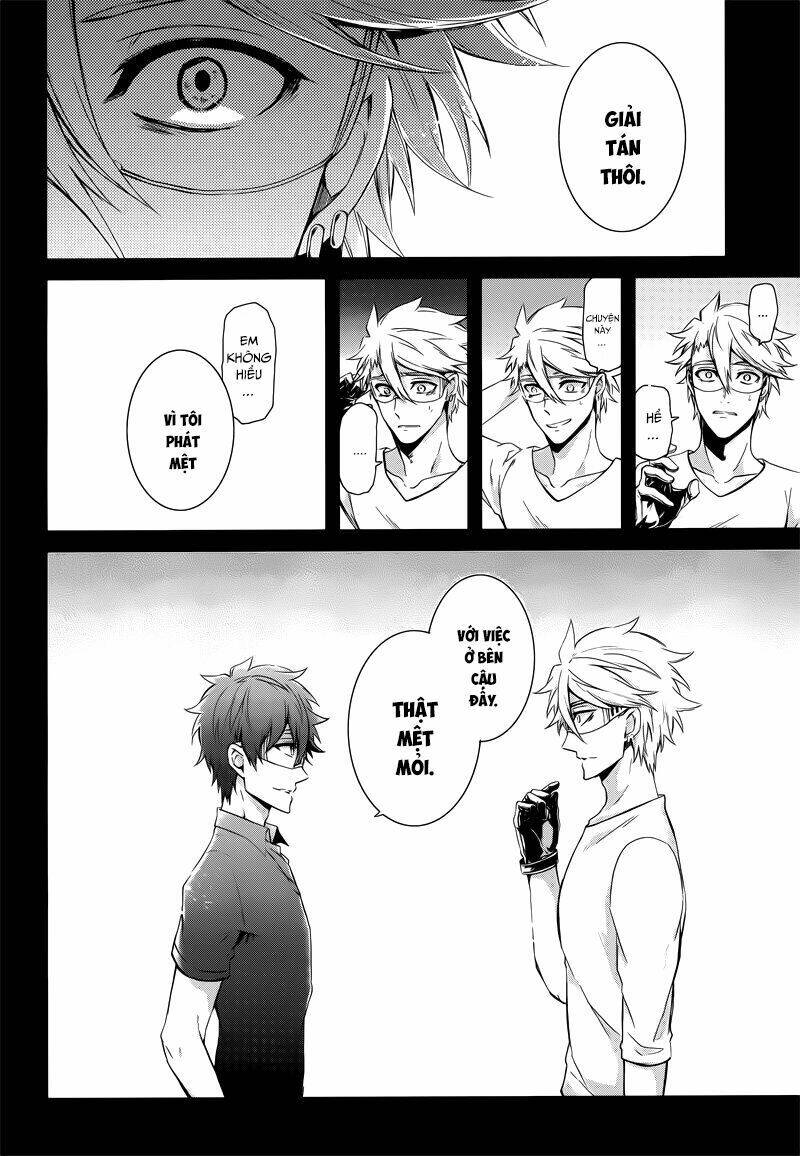 GIẢI
TÁN
THÔI.
...
HỂ
...
CHUYỆN
NÀY
...
....
EM
KHÔNG
HIỂU
...
VÌ TÔI
PHÁT
MỆT
VỚI VIỆC
Ở BÊN
CẬU
ĐẤY.
THẬT
MỆT
MỎI.